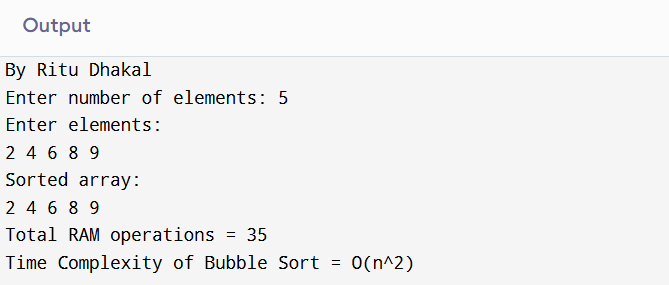 Output
By Ritu Dhakal
Enter number of elements: 5
Enter elements:
2 4 6 8 9
Sorted array:
2 4 6 8 9
Total RAM operations = 35
Time Complexity of Bubble Sort = O(n^2)